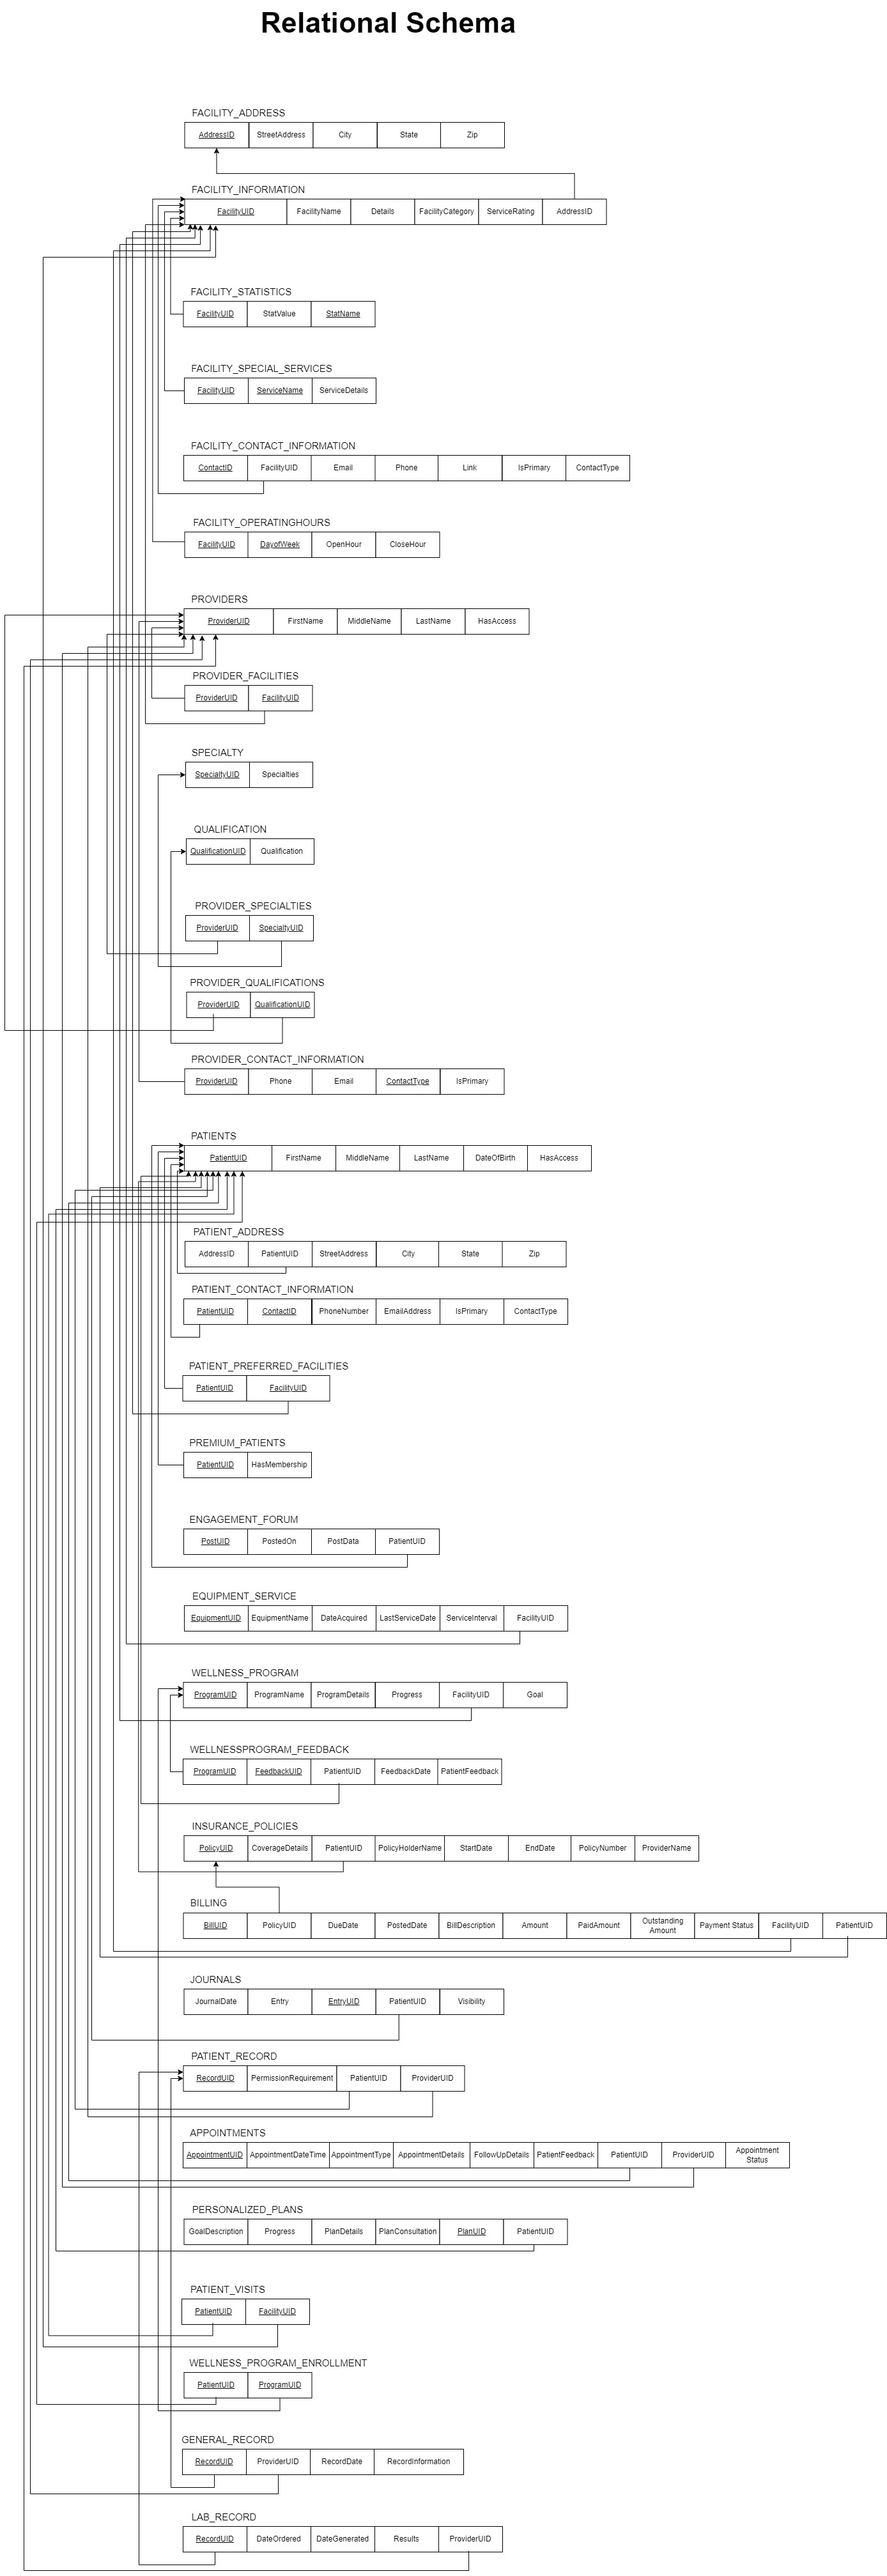 Relational Schema
FACILITY_ADDRESS
AddressID StreetAddress City State Zip
FACILITY_INFORMATION
FacilityUID FacilityName Details FacilityCategory ServiceRating AddressID
FACILITY_STATISTICS
FacilityUID StatValue StatName
FACILITY_SPECIAL_SERVICES
FacilityUID ServiceName ServiceDetails
FACILITY_CONTACT_INFORMATION
ContactID FacilityUID Email Phone Link IsPrimary ContactType
FACILITY_OPERATINGHOURS
FacilityUID DayofWeek OpenHour CloseHour
PROVIDERS
ProviderUID FirstName MiddleName LastName HasAccess
PROVIDER_FACILITIES
ProviderUID FacilityUID
SPECIALTY
SpecialtyUID Specialties
QUALIFICATION
QualificationUID Qualification
PROVIDER_SPECIALTIES
ProviderUID SpecialtyUID
PROVIDER_QUALIFICATIONS
ProviderUID QualificationUID
PROVIDER_CONTACT_INFORMATION
ProviderUID Phone Email ContactType IsPrimary
PATIENTS
PatientUID FirstName MiddleName LastName DateOfBirth HasAccess
PATIENT_ADDRESS
AddressID PatientUID StreetAddress City State Zip
PATIENT_CONTACT_INFORMATION
PatientUID ContactID PhoneNumber EmailAddress IsPrimary ContactType
PATIENT_PREFERRED_FACILITIES
PatientUID FacilityUID
PREMIUM_PATIENTS
PatientUID HasMembership
ENGAGEMENT_FORUM
PostUID PostedOn PostData PatientUID
EQUIPMENT_SERVICE
EquipmentUID EquipmentName DateAcquired LastServiceDate ServiceInterval FacilityUID
WELLNESS_PROGRAM
ProgramUID ProgramName ProgramDetails Progress FacilityUID Goal
WELLNESSPROGRAM_FEEDBACK
ProgramUID FeedbackUID PatientUID FeedbackDate PatientFeedback
INSURANCE_POLICIES
PolicyUID CoverageDetails PatientUID PolicyHolderName StartDate EndDate PolicyNumber ProviderName
BILLING
BillUID PolicyUID DueDate PostedDate BillDescription Amount PaidAmount Outstanding Amount Payment Status FacilityUID PatientUID
JOURNALS
JournalDate Entry EntryUID PatientUID Visibility
PATIENT_RECORD
RecordUID PermissionRequirement PatientUID ProviderUID
APPOINTMENTS
AppointmentUID AppointmentDateTime AppointmentType AppointmentDetails FollowUpDetails PatientFeedback PatientUID ProviderUID Appointment Status
PERSONALIZED_PLANS
GoalDescription Progress PlanDetails PlanConsultation PlanUID PatientUID
PATIENT_VISITS
PatientUID FacilityUID
WELLNESS_PROGRAM_ENROLLMENT
PatientUID ProgramUID
GENERAL_RECORD
RecordUID ProviderUID RecordDate RecordInformation
LAB_RECORD
RecordUID DateOrdered DateGenerated Results ProviderUID